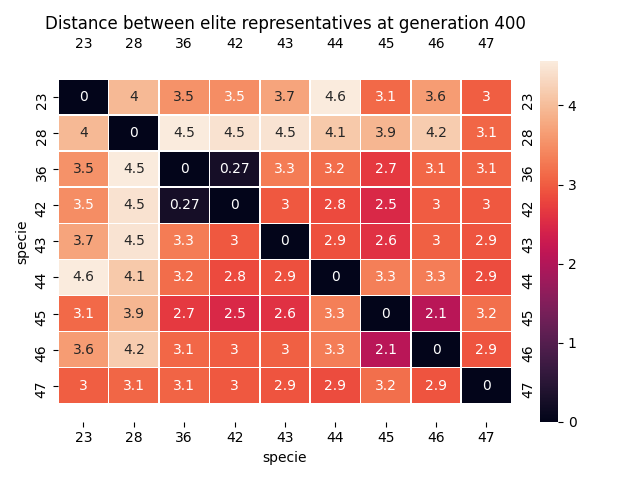 Distance between elite representatives at generation 400
23 28 36 42 43 44 45 46 47
23 0 4 3.5 3.5 3.7 4.6 3.1 3.6 3 23
28 4 0 4.5 4.5 4.5 4.1 3.9 4.2 3.1 28
36 3.5 4.5 0 0.27 3.3 3.2 2.7 3.1 3.1 36
42 3.5 4.5 0.27 0 3 2.8 2.5 3 3 42
43 3.7 4.5 3.3 3 0 2.9 2.6 3 2.9 43
44 4.6 4.1 3.2 2.8 2.9 0 3.3 3.3 2.9 44
45 3.1 3.9 2.7 2.5 2.6 3.3 0 2.1 3.2 45
46 3.6 4.2 3.1 3 3 3.3 2.1 0 2.9 46
47 3 3.1 3.1 3 2.9 2.9 3.2 2.9 0 47
23 28 36 42 43 44 45 46 47
specie
specie
4
3
2
1
0